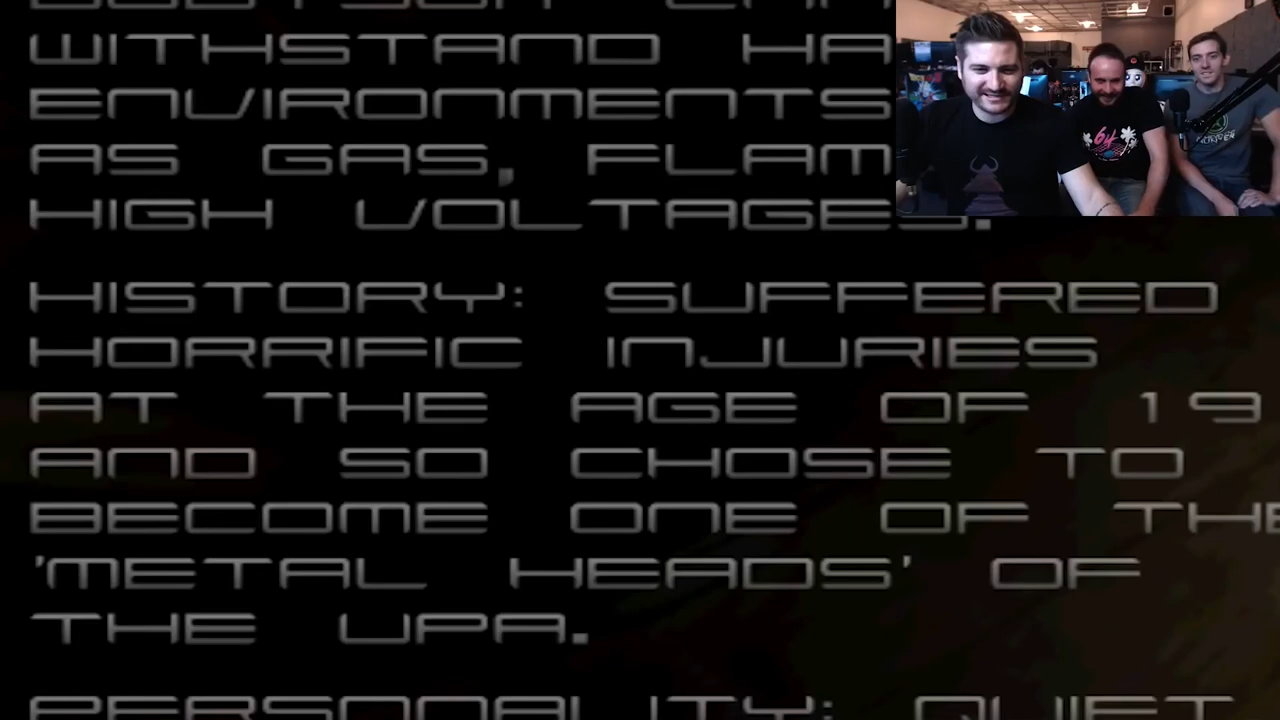 WITHSTAND HA
ENVIRONMENTS
AS GAS, FLAM
HIGH VOLTAGES.
HISTORY: SUFFERED
HORRIFIC INJURIES
AT THE AGE OF 19
AND SO CHOSE TO
BECOME ONE OF THE
'METAL HEADS' OF
THE UPA.
PERSONALITY: QUIET
64